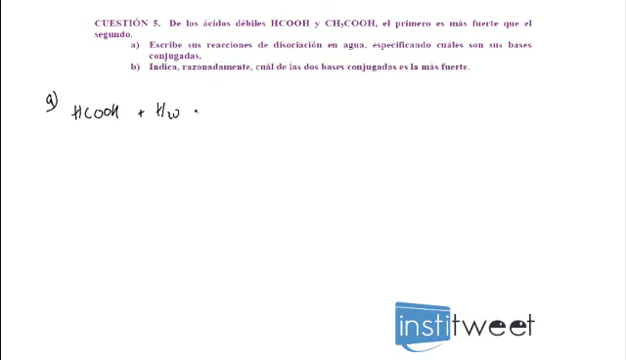 CUESTIÓN 5. De los ácidos débiles HCOOH y CH₃COOH, el primero es más fuerte que el
segundo.
a) Escribe sus reacciones de disociación en agua, especificando cuáles son sus bases
conjugadas.
b) Indica, razonadamente, cuál de las dos bases conjugadas es la más fuerte.
a) HCOOH + H₂O
institweet